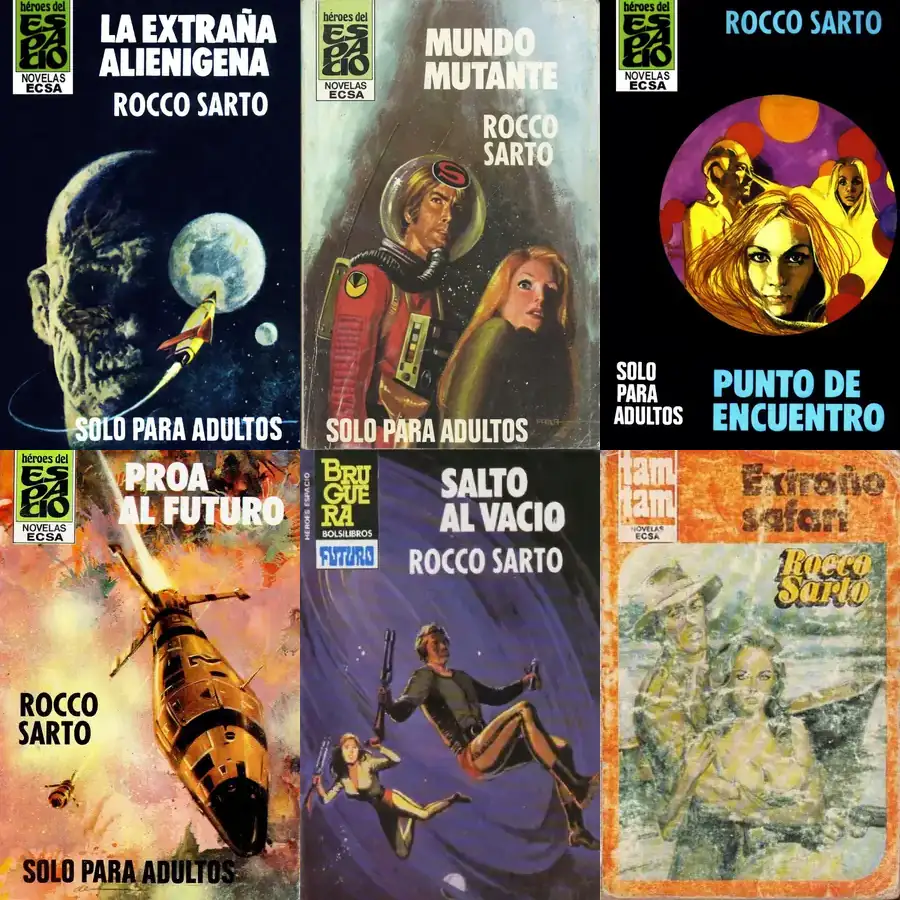 héroes del
ESPACIO
NOVELAS
ECSA
LA EXTRAÑA
ALIENIGENA
ROCCO SARTO
SOLO PARA ADULTOS
héroes del
ESPACIO
NOVELAS
ECSA
MUNDO
MUTANTE
ROCCO
SARTO
S
SOLO PARA ADULTOS
héroes del
ESPACIO
NOVELAS
ECSA
ROCCO SARTO
SOLO
PARA
ADULTOS
PUNTO DE
ENCUENTRO
héroes del
ESPACIO
NOVELAS
ECSA
PROA
AL FUTURO
ROCCO
SARTO
SOLO PARA ADULTOS
HEROES ESPACIO
BRUGUERA
BOLSILIBROS
FUTURO
SALTO
AL VACIO
ROCCO SARTO
tam
tam
NOVELAS
ECSA
Extraño
safari
Rocco
Sarto